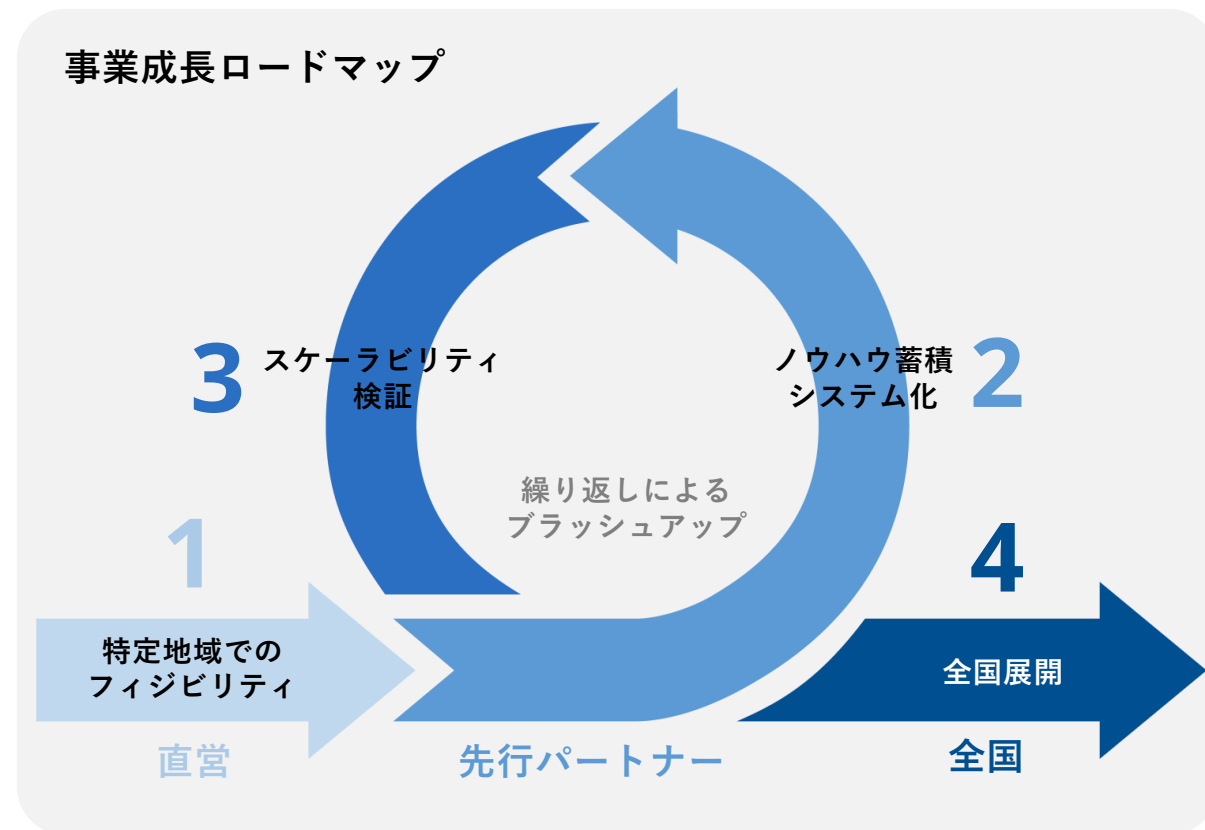 事業成長ロードマップ
3
スケーラビリティ
検証
ノウハウ蓄積
システム化
2
繰り返しによる
ブラッシュアップ
1
特定地域での
フィジビリティ
直営
先行パートナー
4
全国展開
全国